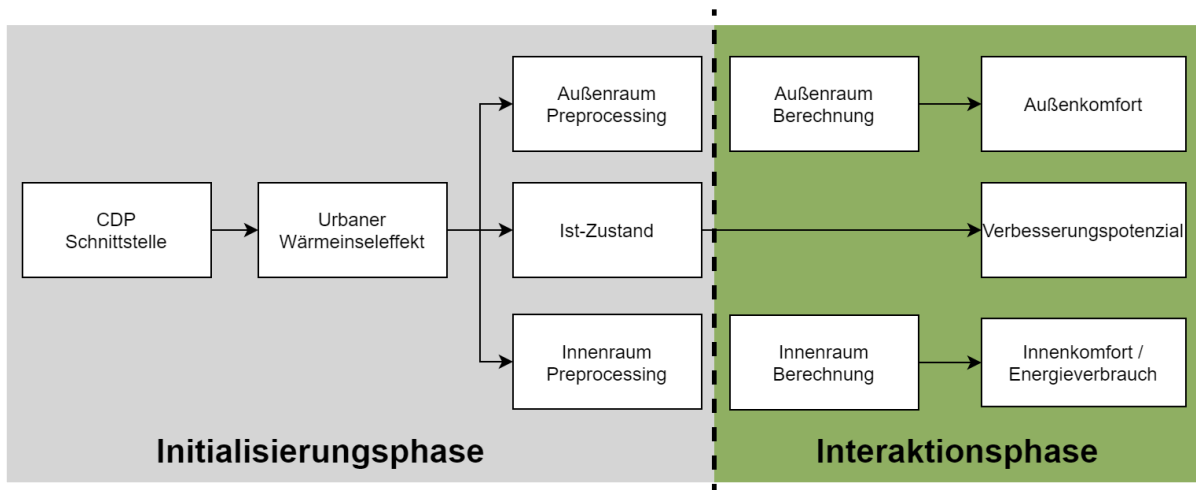 Außenraum
Preprocessing
Außenraum
Berechnung
Außenkomfort
CDP
Schnittstelle
Urbaner
Wärmeinseleffekt
Ist-Zustand
Verbesserungspotenzial
Innenraum
Preprocessing
Innenraum
Berechnung
Innenkomfort /
Energieverbrauch
Initialisierungsphase
Interaktionsphase